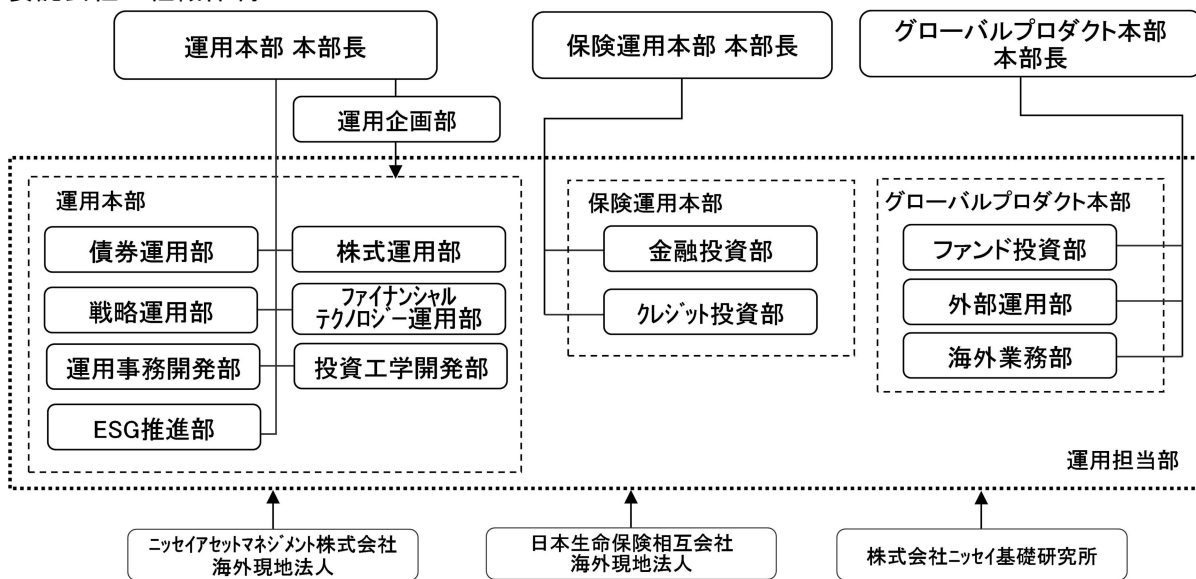 運用本部 本部長
保険運用本部 本部長
グローバルプロダクト本部
本部長
運用企画部
運用本部
債券運用部
株式運用部
戦略運用部
ファイナンシャル
テクノロジー運用部
運用事務開発部
投資工学開発部
ESG推進部
保険運用本部
金融投資部
クレジット投資部
グローバルプロダクト本部
ファンド投資部
外部運用部
海外業務部
運用担当部
ニッセイアセットマネジメント株式会社
海外現地法人
日本生命保険相互会社
海外現地法人
株式会社ニッセイ基礎研究所